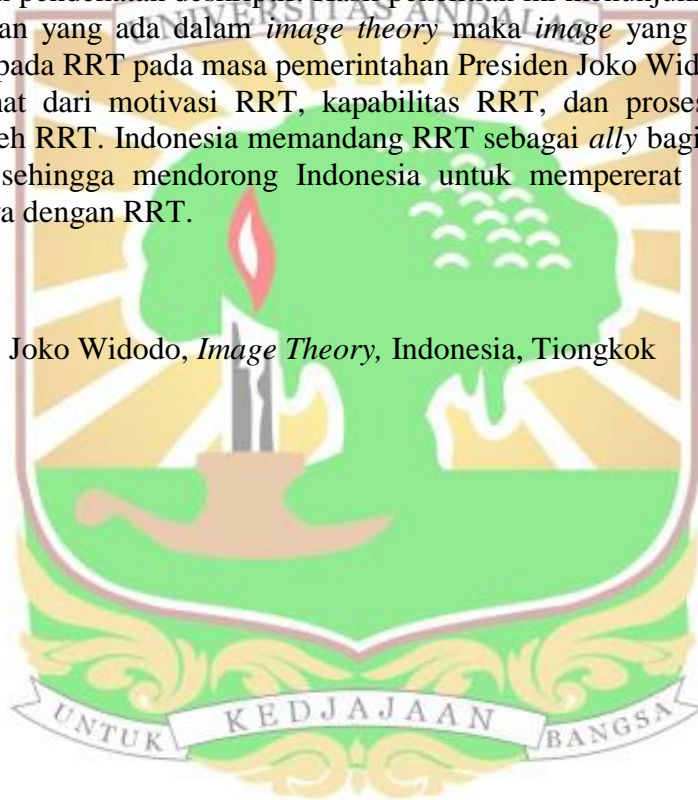 pendekatan deskriptif. Hasil penelitian ini menunju
an yang ada dalam image theory maka image yang
pada RRT pada masa pemerintahan Presiden Joko Wid
at dari motivasi RRT, kapabilitas RRT, dan proses
eh RRT. Indonesia memandang RRT sebagai ally bagi
sehingga mendorong Indonesia untuk mempererat
a dengan RRT.
Joko Widodo, Image Theory, Indonesia, Tiongkok
UNIVERSITAS ANDALAS
UNTUK KEDJAJAAN BANGSA